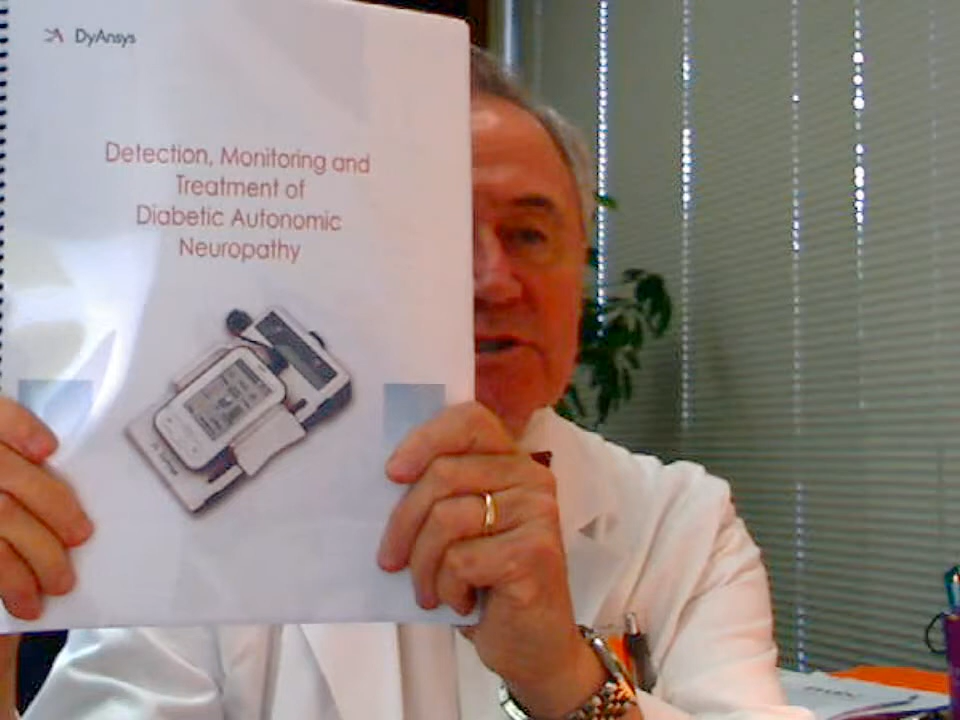 DyAnsys
Detection, Monitoring and
Treatment of
Diabetic Autonomic
Neuropathy